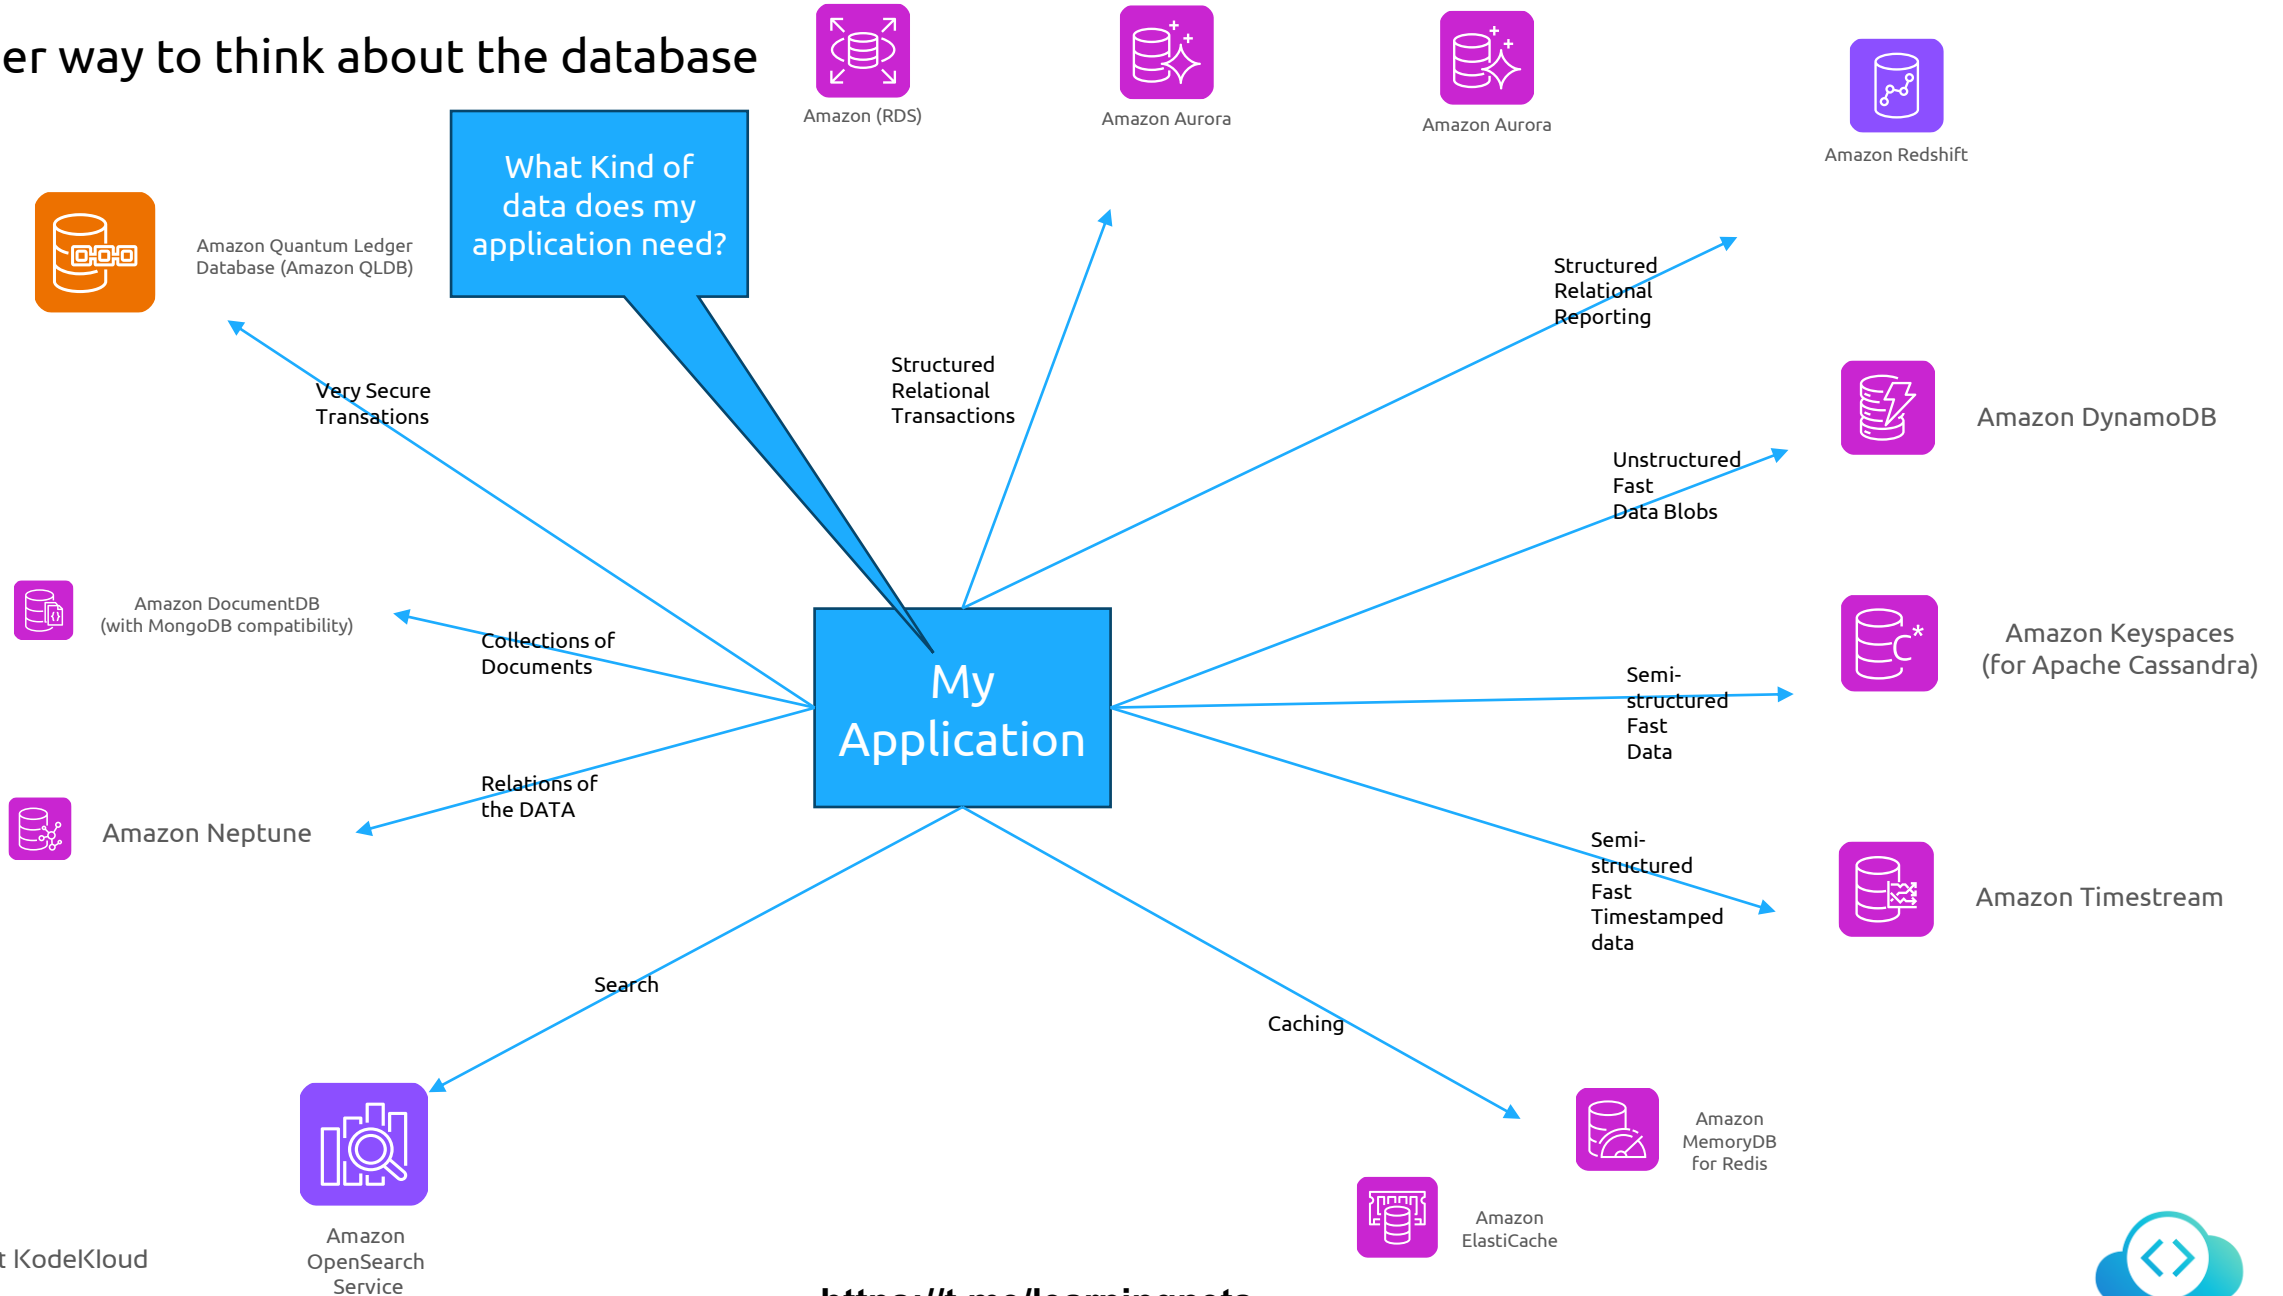 er way to think about the database
Amazon (RDS)
Amazon Aurora
Amazon Aurora
Amazon Redshift
What Kind of
data does my
application need?
Amazon Quantum Ledger
Database (Amazon QLDB)
Structured
Relational
Reporting
Structured
Relational
Transactions
Very Secure
Transations
Amazon DynamoDB
Unstructured
Fast
Data Blobs
Amazon DocumentDB
(with MongoDB compatibility)
Collections of
Documents
My
Application
Amazon Keyspaces
(for Apache Cassandra)
C*
Semi-
structured
Fast
Data
Relations of
the DATA
Amazon Neptune
Semi-
structured
Fast
Timestamped
data
Amazon Timestream
Search
Caching
Amazon
MemoryDB
for Redis
Amazon
ElastiCache
Amazon
OpenSearch
Service
t KodeKloud
https://t.me/learningnets